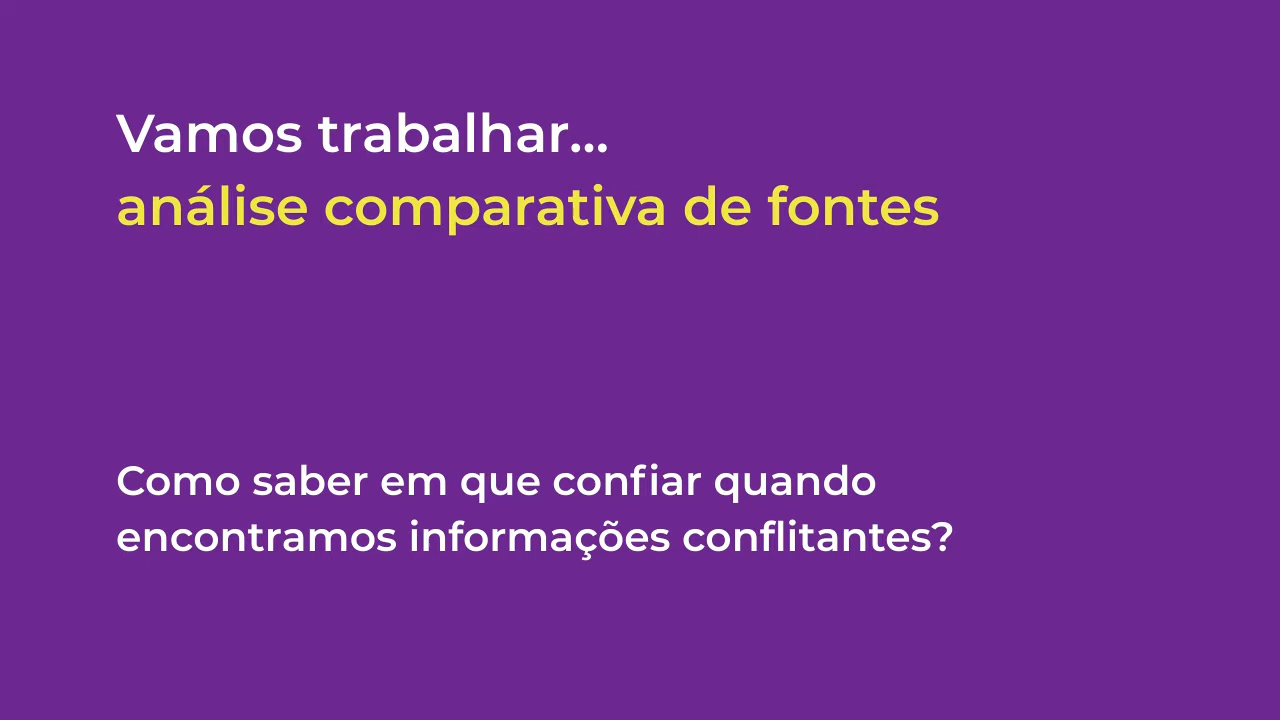 Vamos trabalhar...
análise comparativa de fontes
Como saber em que confiar quando
encontramos informações conflitantes?